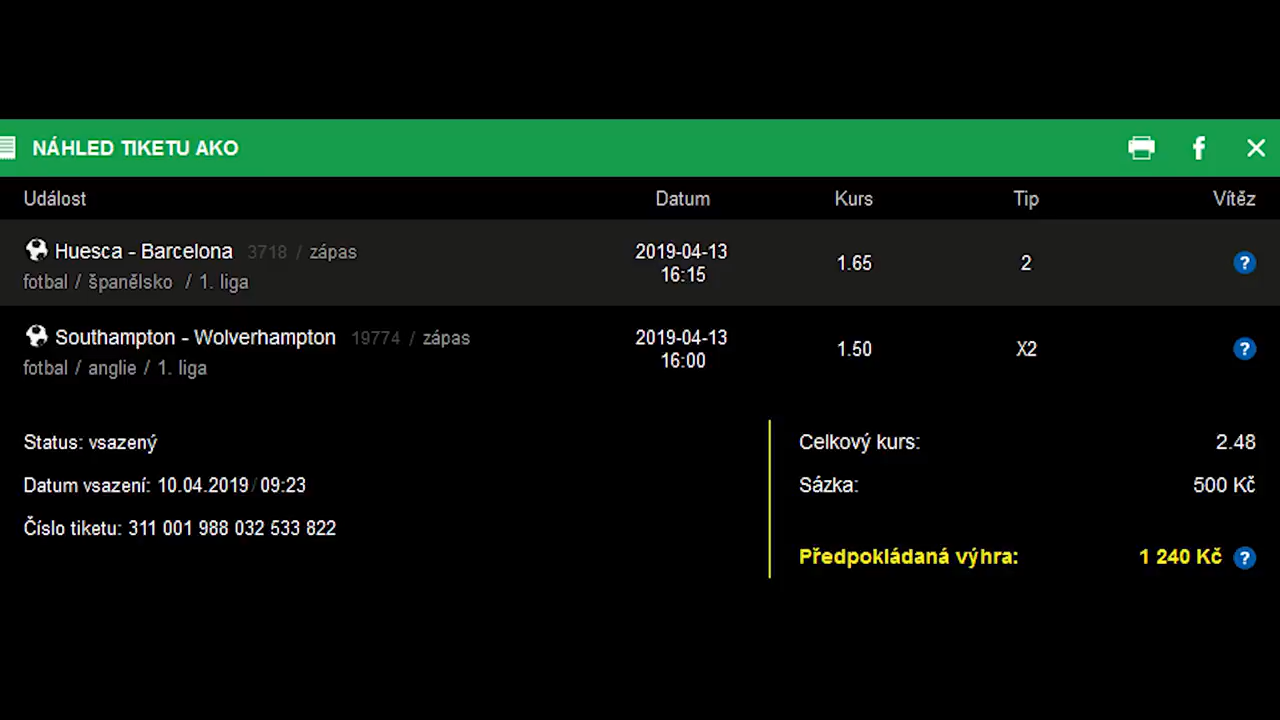 NÁHLED TIKETU AKO
Událost Datum Kurs Tip Vítěz
Huesca - Barcelona 3718 / zápas 2019-04-13 16:15 1.65 2 ?
fotbal / španělsko / 1. liga
Southampton - Wolverhampton 19774 / zápas 2019-04-13 16:00 1.50 X2 ?
fotbal / anglie / 1. liga
Status: vsazený
Datum vsazení: 10.04.2019 / 09:23
Číslo tiketu: 311 001 988 032 533 822
Celkový kurs: 2.48
Sázka: 500 Kč
Předpokládaná výhra: 1 240 Kč ?